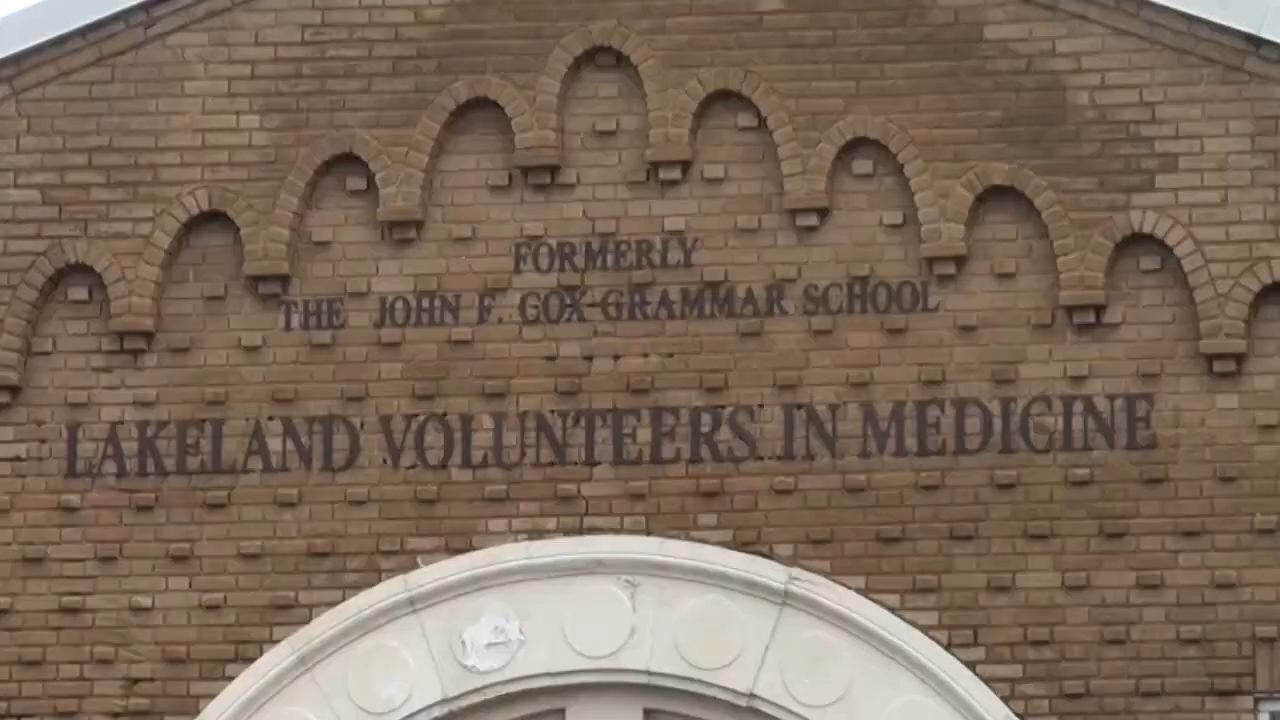 FORMERLY
THE JOHN F. COX GRAMMAR SCHOOL
LAKELAND VOLUNTEERS IN MEDICINE